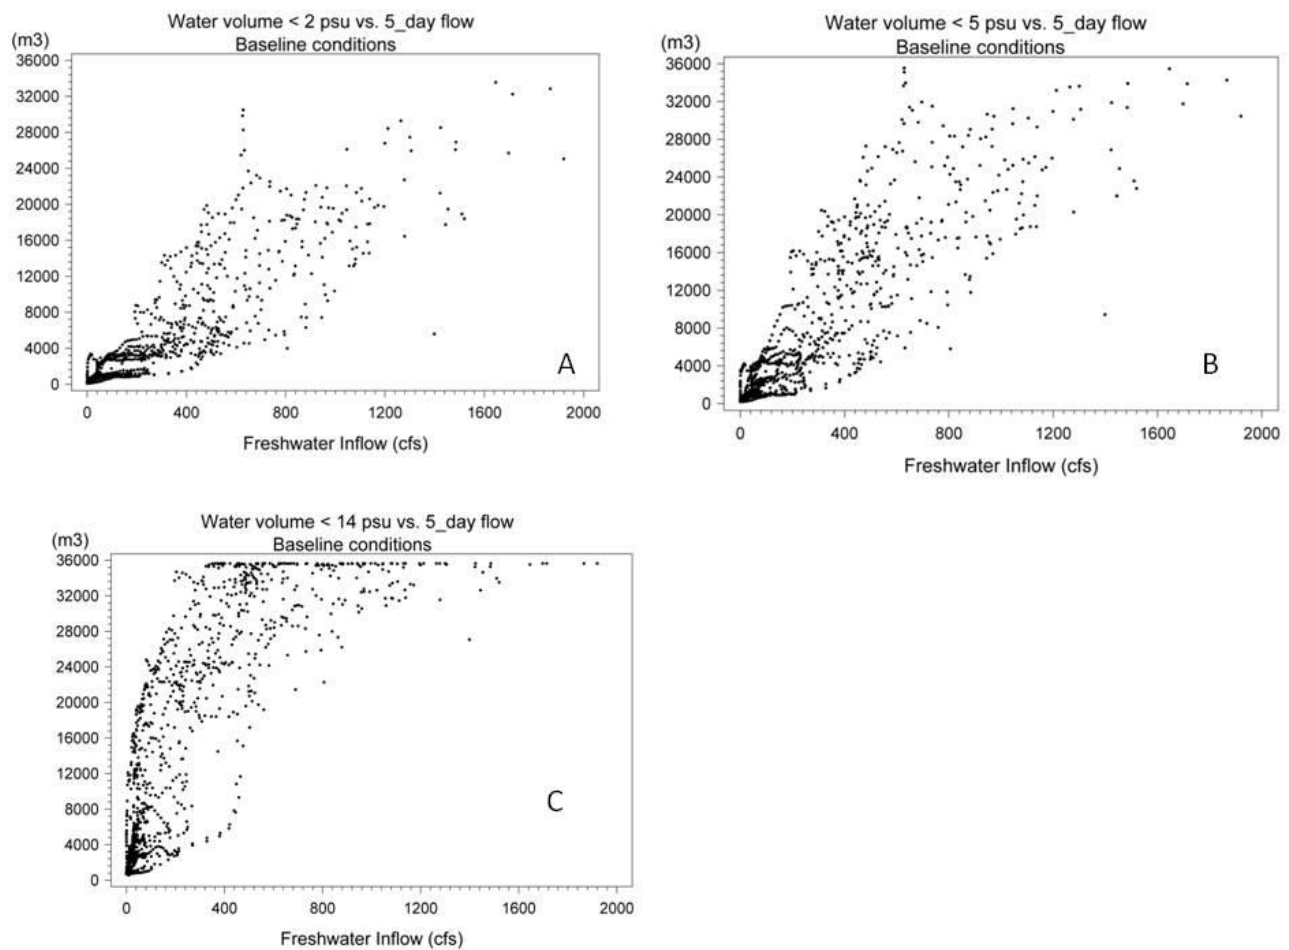 Water volume < 2 psu vs. 5_day flow
(m3)
Baseline conditions
36000
32000
28000
24000
20000
16000
12000
8000
4000
0
A
0 400 800 1200 1600 2000
Freshwater Inflow (cfs)
Water volume < 5 psu vs. 5_day flow
(m3)
Baseline conditions
36000
32000
28000
24000
20000
16000
12000
8000
4000
0
B
0 400 800 1200 1600 2000
Freshwater Inflow (cfs)
Water volume < 14 psu vs. 5_day flow
(m3)
Baseline conditions
36000
32000
28000
24000
20000
16000
12000
8000
4000
0
C
0 400 800 1200 1600 2000
Freshwater Inflow (cfs)